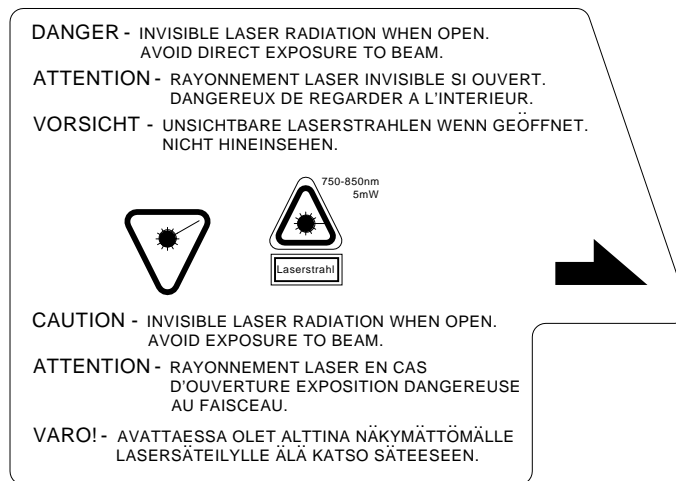 DANGER - INVISIBLE LASER RADIATION WHEN OPEN.
AVOID DIRECT EXPOSURE TO BEAM.
ATTENTION - RAYONNEMENT LASER INVISIBLE SI OUVERT.
DANGEREUX DE REGARDER A L'INTERIEUR.
VORSICHT - UNSICHTBARE LASERSTRAHLEN WENN GEÖFFNET.
NICHT HINEINSEHEN.
750-850nm
5mW
Laserstrahl
CAUTION - INVISIBLE LASER RADIATION WHEN OPEN.
AVOID EXPOSURE TO BEAM.
ATTENTION - RAYONNEMENT LASER EN CAS
D'OUVERTURE EXPOSITION DANGEREUSE
AU FAISCEAU.
VARO! - AVATTAESSA OLET ALTTINA NÄKYMÄTTÖMÄLLE
LASERSÄTEILYLLE ÄLÄ KATSO SÄTEESEEN.